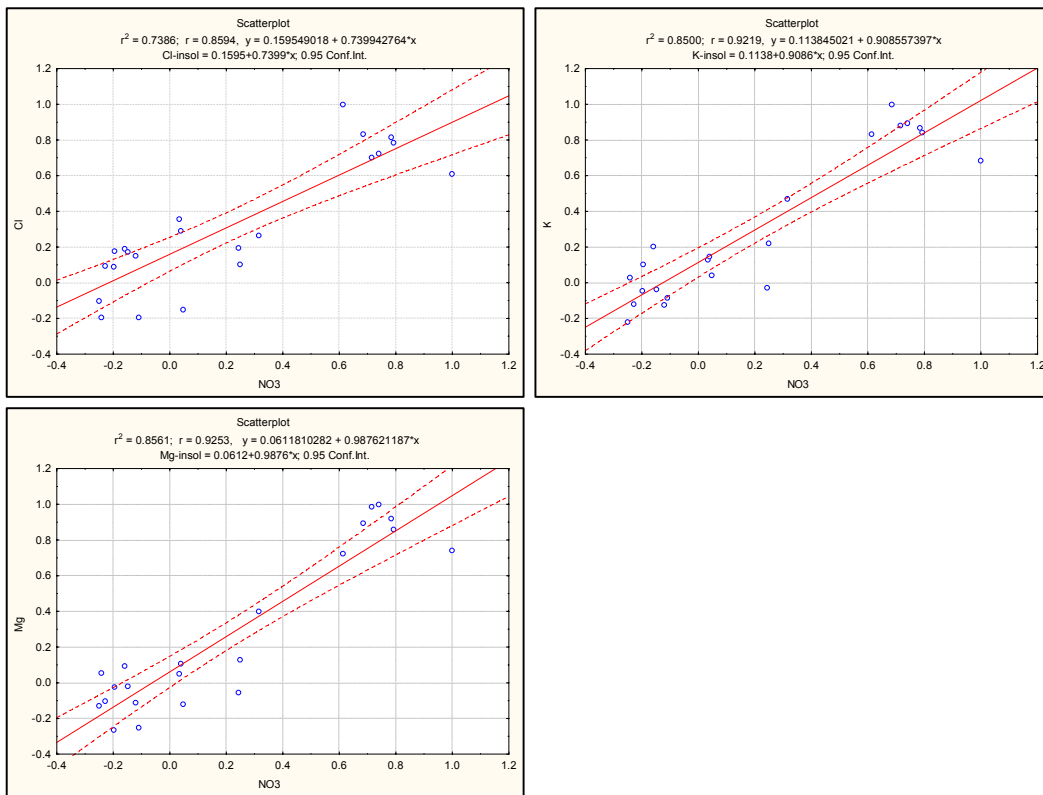 Scatterplot
r² = 0.7386; r = 0.8594, y = 0.159549018 + 0.739942764*x
Cl-insol = 0.1595+0.7399*x; 0.95 Conf.Int.
1.2
1.0
0.8
0.6
0.4
0.2
0.0
-0.2
-0.4
Cl
-0.4 -0.2 0.0 0.2 0.4 0.6 0.8 1.0 1.2
NO3
Scatterplot
r² = 0.8500; r = 0.9219, y = 0.113845021 + 0.908557397*x
K-insol = 0.1138+0.9086*x; 0.95 Conf.Int.
1.2
1.0
0.8
0.6
0.4
0.2
0.0
-0.2
-0.4
K
-0.4 -0.2 0.0 0.2 0.4 0.6 0.8 1.0 1.2
NO3
Scatterplot
r² = 0.8561; r = 0.9253, y = 0.0611810282 + 0.987621187*x
Mg-insol = 0.0612+0.9876*x; 0.95 Conf.Int.
1.2
1.0
0.8
0.6
0.4
0.2
0.0
-0.2
-0.4
Mg
-0.4 -0.2 0.0 0.2 0.4 0.6 0.8 1.0 1.2
NO3